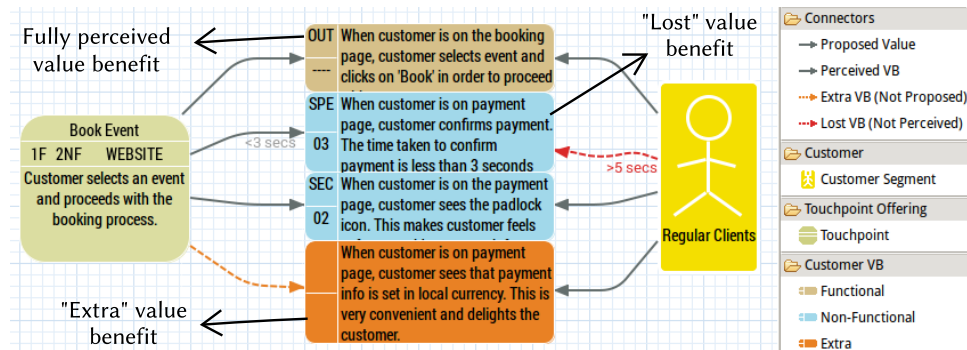 Fully perceived
value benefit
"Lost" value
benefit
"Extra" value
benefit
Book Event
1F 2NF WEBSITE
Customer selects an event
and proceeds with the
booking process.
<3 secs
OUT
----
When customer is on the booking
page, customer selects event and
clicks on 'Book' in order to proceed
SPE
03
When customer is on payment
page, customer confirms payment.
The time taken to confirm
payment is less than 3 seconds
SEC
02
When customer is on the payment
page, customer sees the padlock
icon. This makes customer feels
When customer is on payment
page, customer sees that payment
info is set in local currency. This is
very convenient and delights the
customer.
>5 secs
Regular Clients
Connectors
Proposed Value
Perceived VB
Extra VB (Not Proposed)
Lost VB (Not Perceived)
Customer
Customer Segment
Touchpoint Offering
Touchpoint
Customer VB
Functional
Non-Functional
Extra